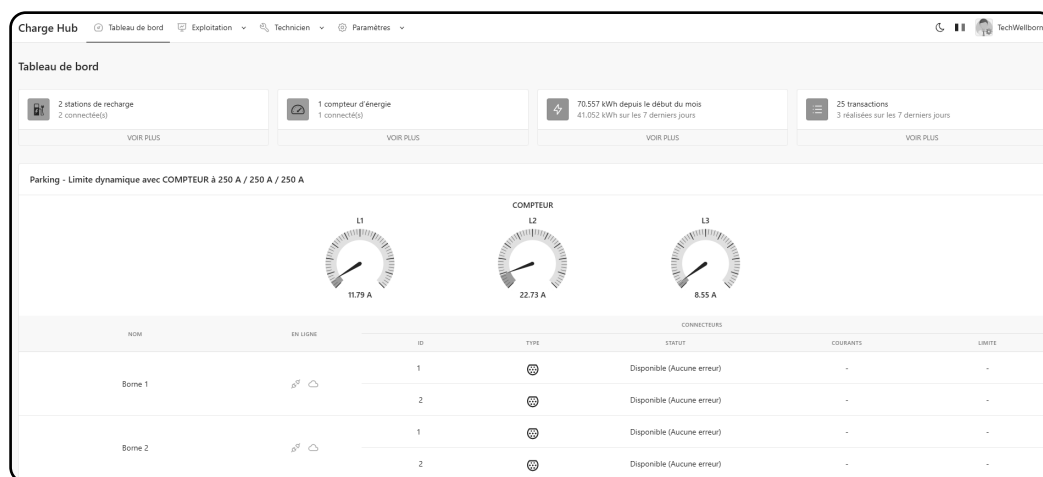 Charge Hub Tableau de bord Exploitation Technicien Paramètres TechWellborn
Tableau de bord
2 stations de recharge
2 connectée(s)
VOIR PLUS
1 compteur d'énergie
1 connecté(s)
VOIR PLUS
70.557 kWh depuis le début du mois
41.052 kWh sur les 7 derniers jours
VOIR PLUS
25 transactions
3 réalisées sur les 7 derniers jours
VOIR PLUS
Parking - Limite dynamique avec COMPTEUR à 250 A / 250 A / 250 A
COMPTEUR
L1 L2 L3
11.79 A 22.73 A 8.55 A
NOM EN LIGNE CONNECTEURS
ID TYPE STATUT COURANTS LIMITE
Borne 1
1 Disponible (Aucune erreur) - -
2 Disponible (Aucune erreur) - -
Borne 2
1 Disponible (Aucune erreur) - -
2 Disponible (Aucune erreur) - -